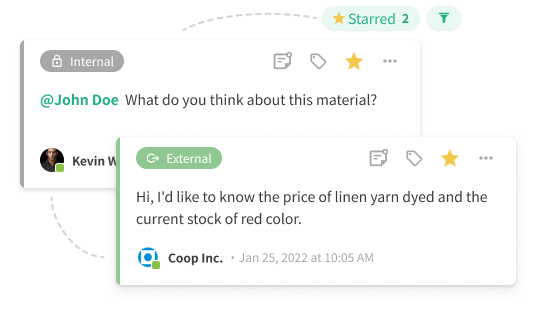 Starred 2
Internal
@John Doe What do you think about this material?
Kevin
External
Hi, I'd like to know the price of linen yarn dyed and the
current stock of red color.
Coop Inc. • Jan 25, 2022 at 10:05 AM